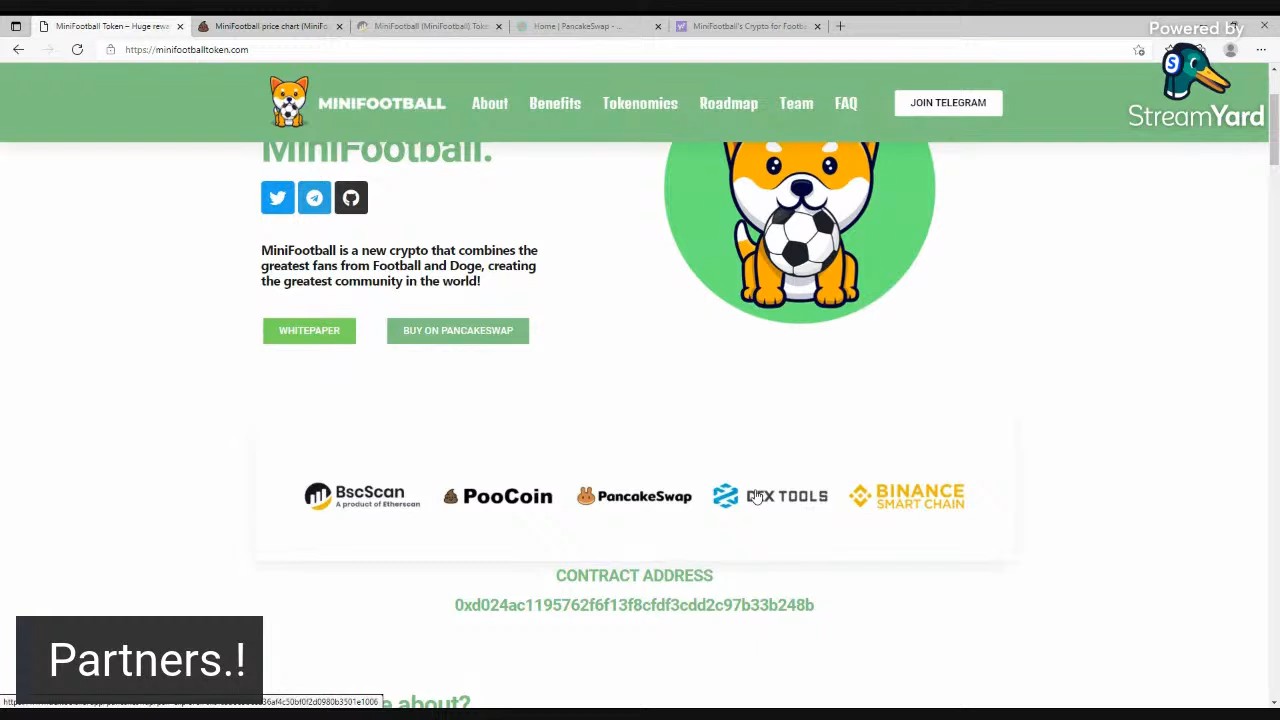 MiniFootball Token – Huge rewa
MiniFootball price chart (MiniFo
MiniFootball (MiniFootball) Toke
Home | PancakeSwap - ...
MiniFootball's Crypto for Footb
https://minifootballtoken.com
Powered by
StreamYard
MINIFOOTBALL
About
Benefits
Tokenomics
Roadmap
Team
FAQ
JOIN TELEGRAM
MiniFootball.
MiniFootball is a new crypto that combines the
greatest fans from Football and Doge, creating
the greatest community in the world!
WHITEPAPER
BUY ON PANCAKESWAP
BscScan
A product of Etherscan
PooCoin
PancakeSwap
DEX TOOLS
BINANCE
SMART CHAIN
CONTRACT ADDRESS
0xd024ac1195762f6f13f8cfdf3cdd2c97b33b248b
Partners.!
e about?